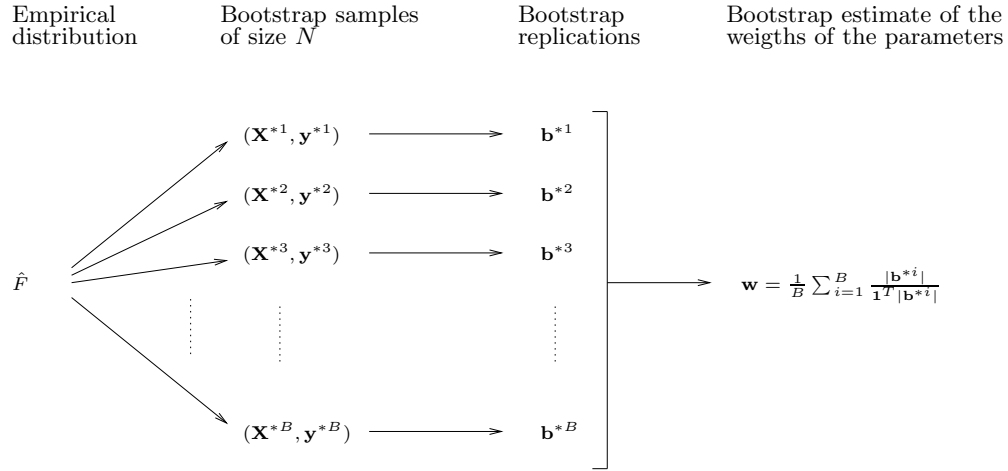 Empirical distribution
Bootstrap samples of size N
Bootstrap replications
Bootstrap estimate of the weigths of the parameters
(X*1, y*1)
b*1
(X*2, y*2)
b*2
(X*3, y*3)
b*3
F̂
w = 1/B ∑_{i=1}^{B} |b*i| / 1^T |b*i|
(X*B, y*B)
b*B